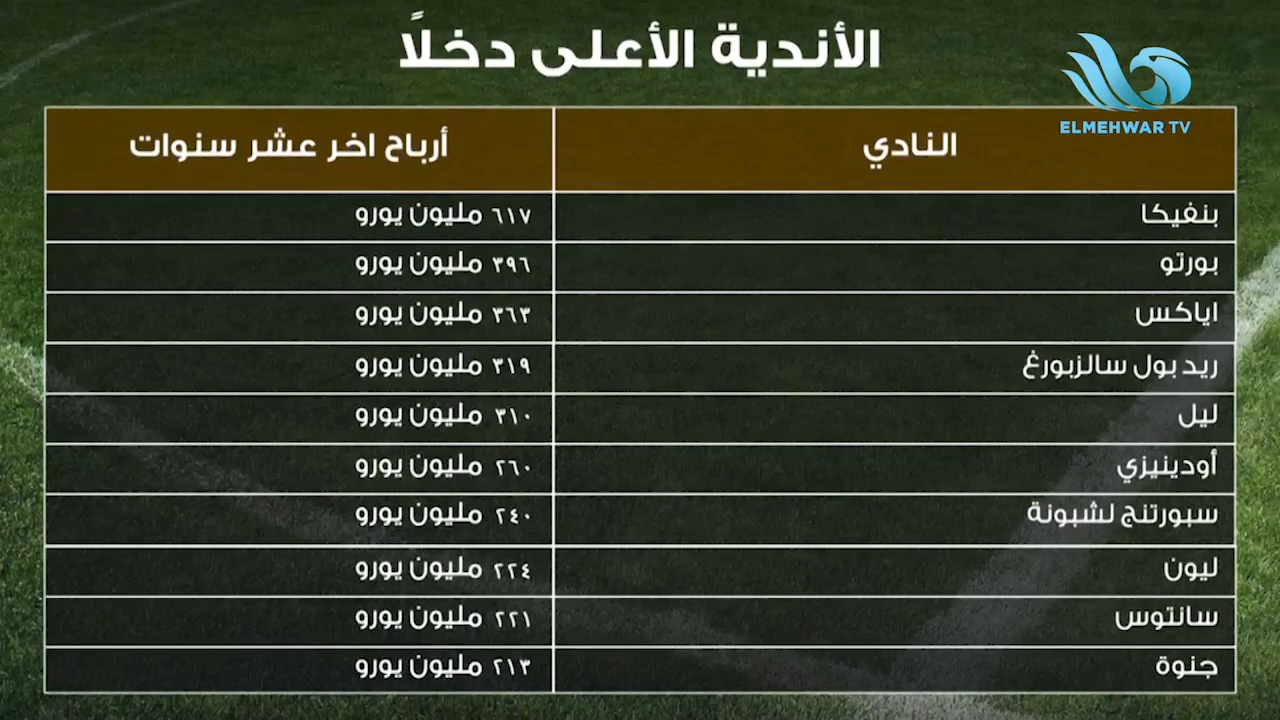 الأندية الأعلى دخلاً
ELMEHWAR TV
النادي أرباح اخر عشر سنوات
بنفيكا ٦١٧ مليون يورو
بورتو ٣٩٦ مليون يورو
اياكس ٣٦٣ مليون يورو
ريد بول سالزبورغ ٣١٩ مليون يورو
ليل ٣١٠ مليون يورو
أودينيزي ٢٦٠ مليون يورو
سبورتنج لشبونة ٢٤٠ مليون يورو
ليون ٢٢٤ مليون يورو
سانتوس ٢٢١ مليون يورو
جنوة ٢١٣ مليون يورو